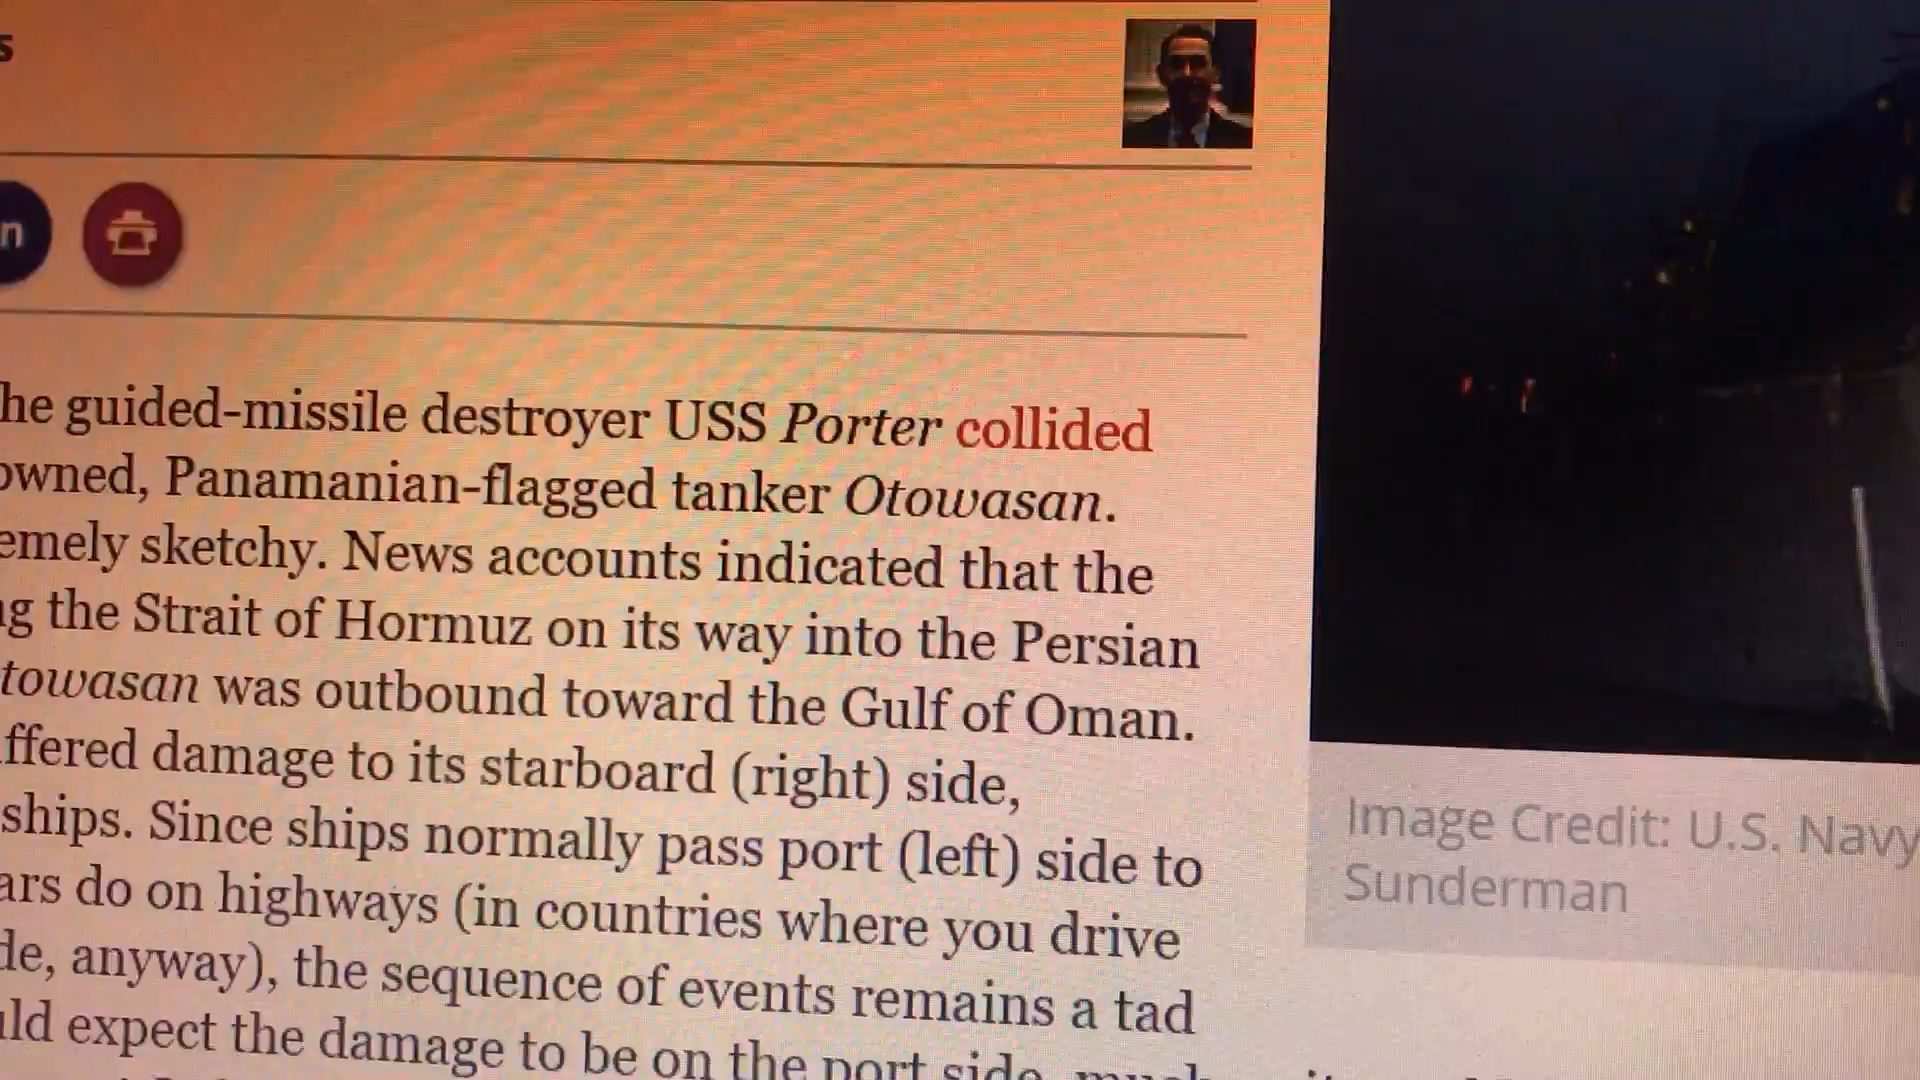 s
n
he guided-missile destroyer USS Porter collided
owned, Panamanian-flagged tanker Otowasan.
emely sketchy. News accounts indicated that the
ng the Strait of Hormuz on its way into the Persian
towasan was outbound toward the Gulf of Oman.
ffered damage to its starboard (right) side,
ships. Since ships normally pass port (left) side to
ars do on highways (in countries where you drive
de, anyway), the sequence of events remains a tad
uld expect the damage to be on the port side,
Image Credit: U.S. Navy
Sunderman